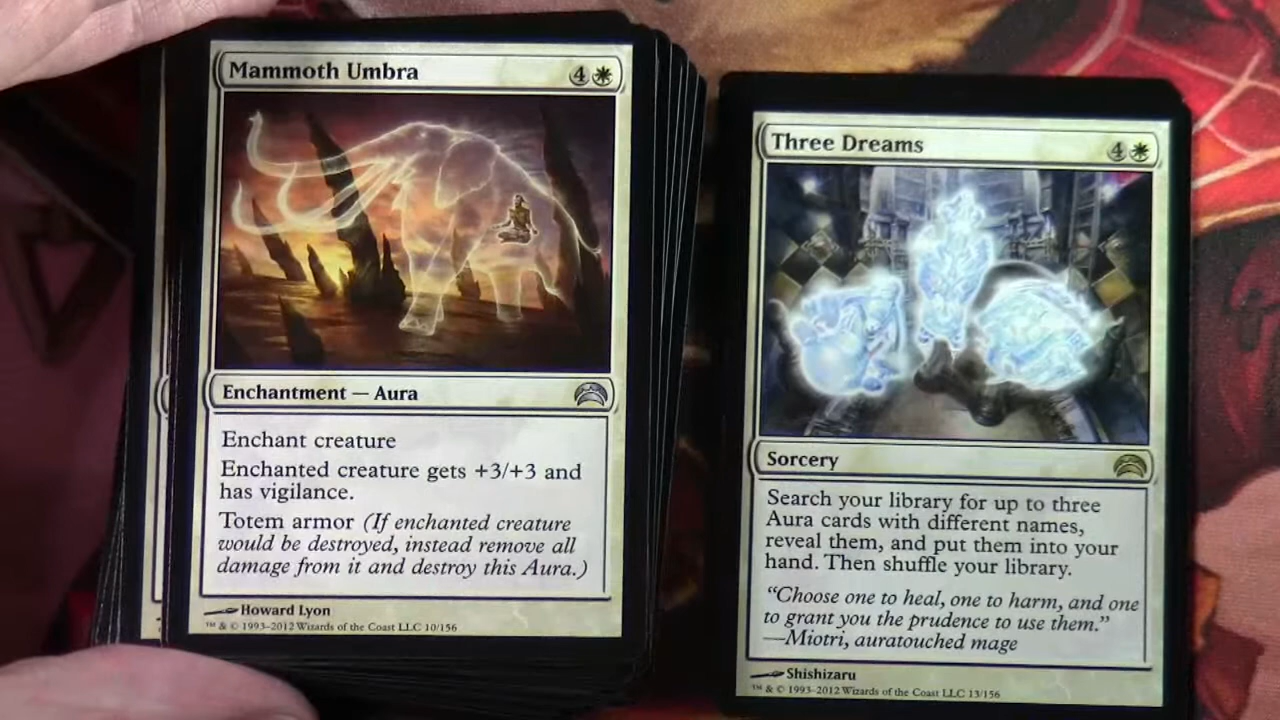 Mammoth Umbra 4
Enchantment — Aura
Enchant creature
Enchanted creature gets +3/+3 and
has vigilance.
Totem armor (If enchanted creature
would be destroyed, instead remove all
damage from it and destroy this Aura.)
Howard Lyon
™ & © 1993–2012 Wizards of the Coast LLC 10/156
Three Dreams 4
Sorcery
Search your library for up to three
Aura cards with different names,
reveal them, and put them into your
hand. Then shuffle your library.
“Choose one to heal, one to harm, and one
to grant you the prudence to use them.”
—Miotri, auratouched mage
Shishizaru
™ & © 1993–2012 Wizards of the Coast LLC 13/156